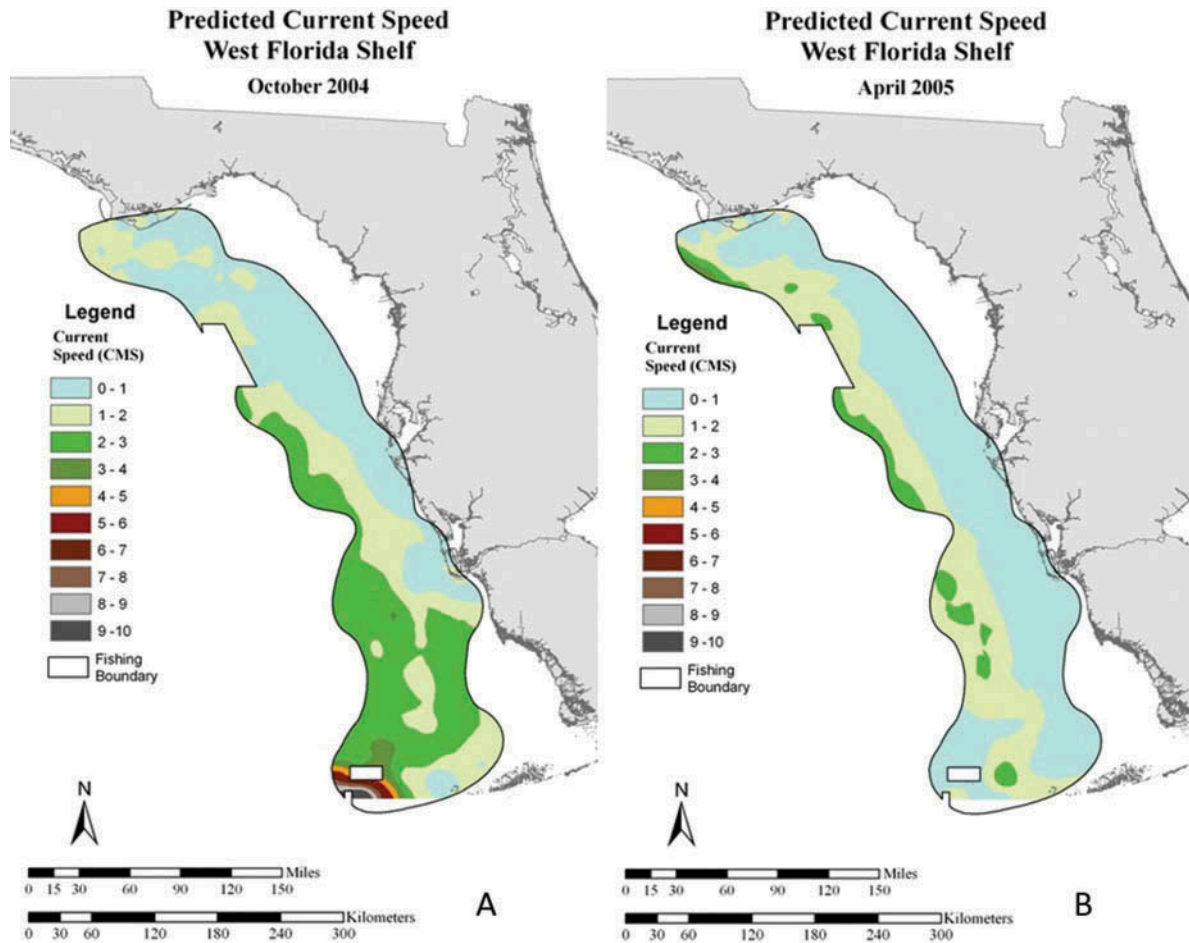 Predicted Current Speed
West Florida Shelf
October 2004
Legend
Current
Speed (CMS)
0 - 1
1 - 2
2 - 3
3 - 4
4 - 5
5 - 6
6 - 7
7 - 8
8 - 9
9 -10
Fishing
Boundary
N
Miles
0 15 30 60 90 120 150
Kilometers
0 30 60 120 180 240 300
A
Predicted Current Speed
West Florida Shelf
April 2005
Legend
Current
Speed (CMS)
0 - 1
1 - 2
2 - 3
3 - 4
4 - 5
5 - 6
6 - 7
7 - 8
8 - 9
9 -10
Fishing
Boundary
N
Miles
0 15 30 60 90 120 150
Kilometers
0 30 60 120 180 240 300
B